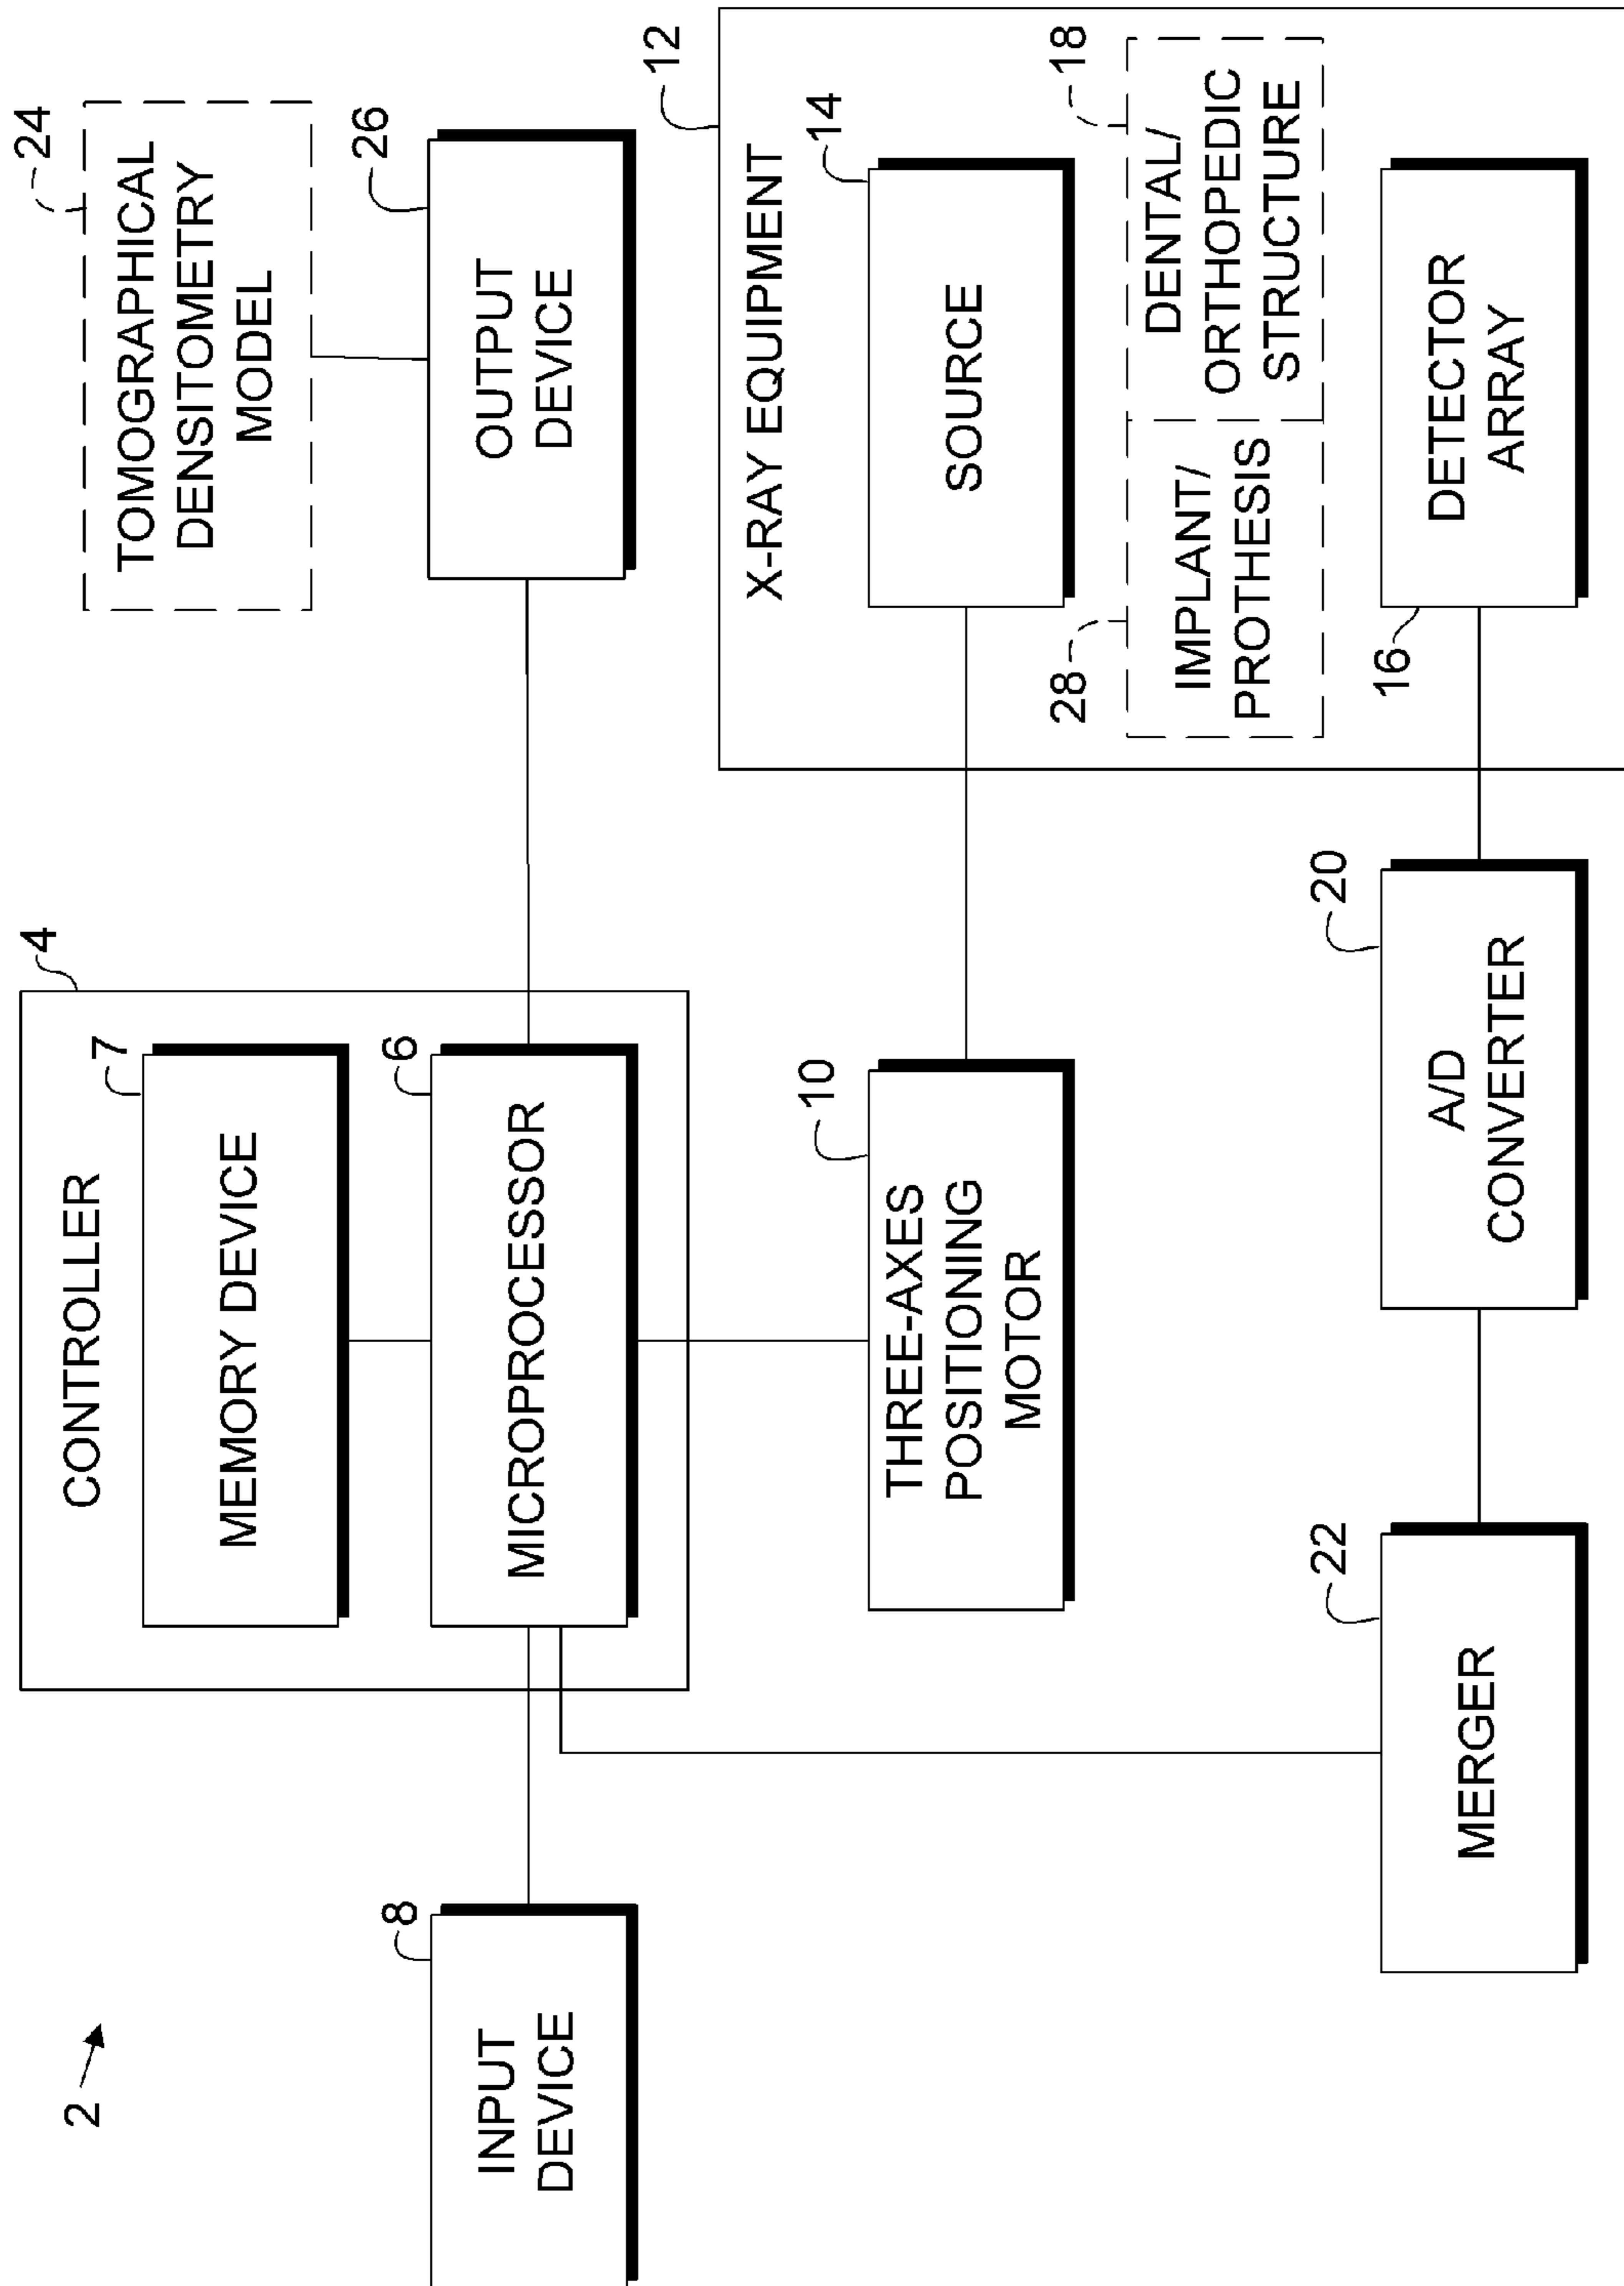 2
4
CONTROLLER
7
MEMORY DEVICE
24
TOMOGRAPHICAL
DENSITOMETRY
MODEL
8
INPUT
DEVICE
6
MICROPROCESSOR
26
OUTPUT
DEVICE
12
X-RAY EQUIPMENT
10
THREE-AXES
POSITIONING
MOTOR
14
SOURCE
28
IMPLANT/
PROTHESIS
18
DENTAL/
ORTHOPEDIC
STRUCTURE
22
MERGER
20
A/D
CONVERTER
16
DETECTOR
ARRAY